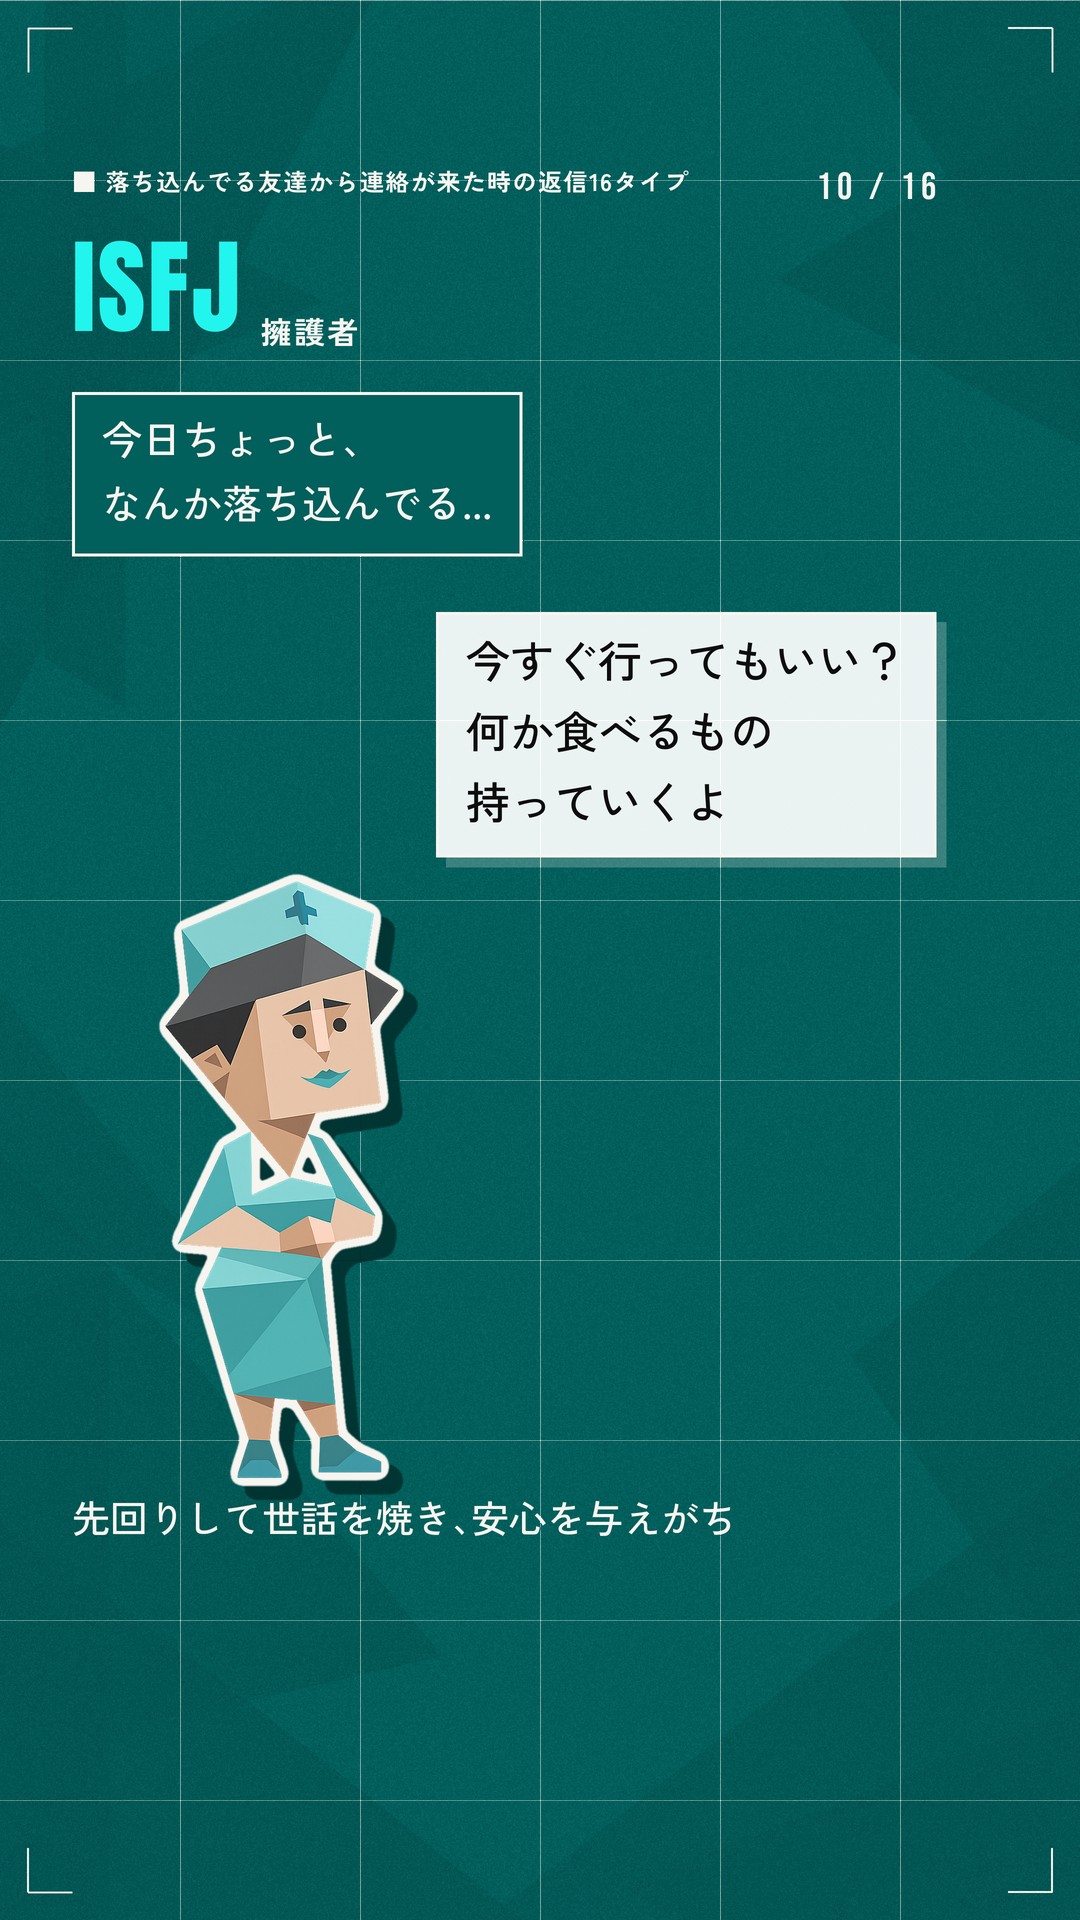 ■ 落ち込んでる友達から連絡が来た時の返信16タイプ
10 / 16
ISFJ 擁護者
今日ちょっと、
なんか落ち込んでる...
今すぐ行ってもいい？
何か食べるもの
持っていくよ
先回りして世話を焼き、安心を与えがち